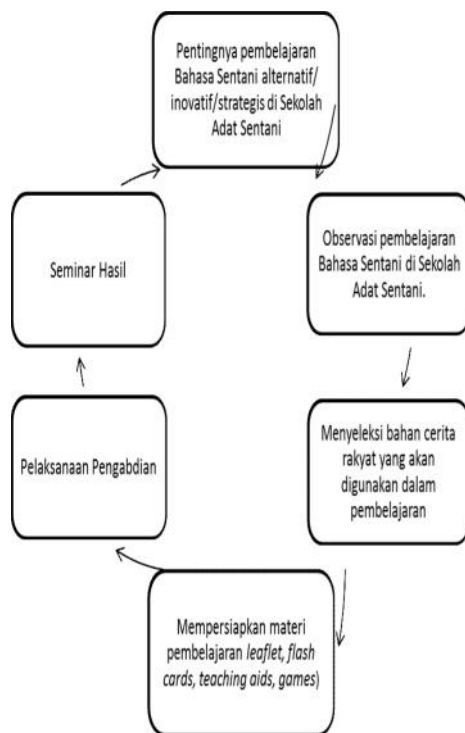 Pentingnya pembelajaran
Bahasa Sentani alternatif/
inovatif/strategis di Sekolah
Adat Sentani
Observasi pembelajaran
Bahasa Sentani di Sekolah
Adat Sentani.
Menyeleksi bahan cerita
rakyat yang akan
digunakan dalam
pembelajaran
Mempersiapkan materi
pembelajaran leaflet, flash
cards, teaching aids, games)
Pelaksanaan Pengabdian
Seminar Hasil